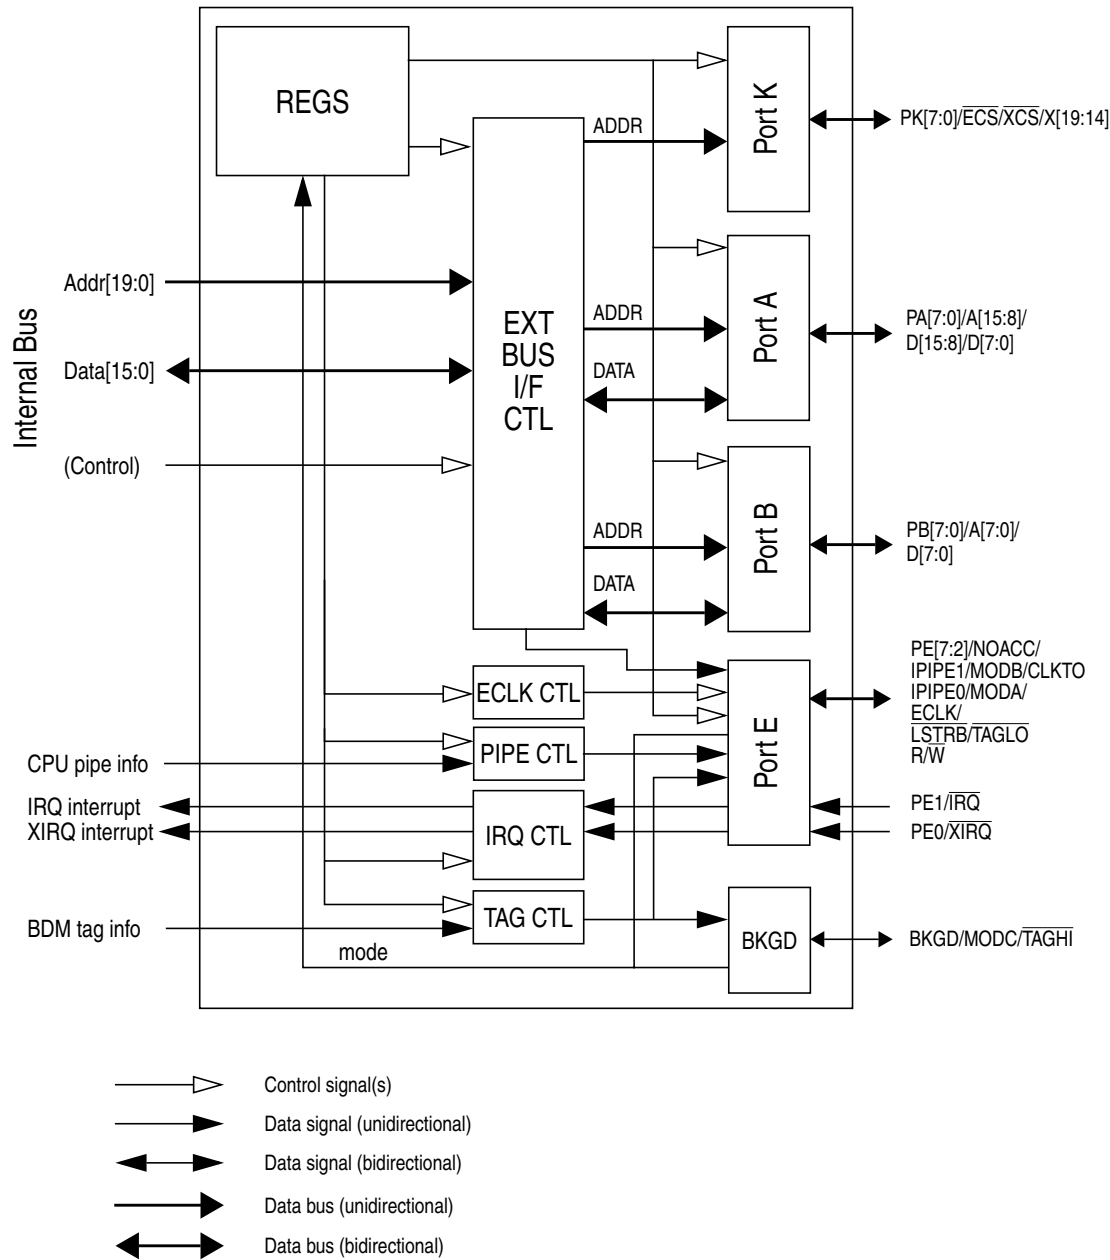 REGS
Port K
ADDR
PK[7:0]/ECS/XCS/X[19:14]
Internal Bus
Addr[19:0]
Data[15:0]
(Control)
EXT
BUS
I/F
CTL
ADDR
DATA
Port A
PA[7:0]/A[15:8]/
D[15:8]/D[7:0]
ADDR
DATA
Port B
PB[7:0]/A[7:0]/
D[7:0]
ECLK CTL
PIPE CTL
CPU pipe info
IRQ interrupt
XIRQ interrupt
IRQ CTL
Port E
PE[7:2]/NOACC/
IPIPE1/MODB/CLKTO
IPIPE0/MODA/
ECLK/
LSTRB/TAGLO
R/W
PE1/IRQ
PE0/XIRQ
BDM tag info
TAG CTL
mode
BKGD
BKGD/MODC/TAGHI
Control signal(s)
Data signal (unidirectional)
Data signal (bidirectional)
Data bus (unidirectional)
Data bus (bidirectional)